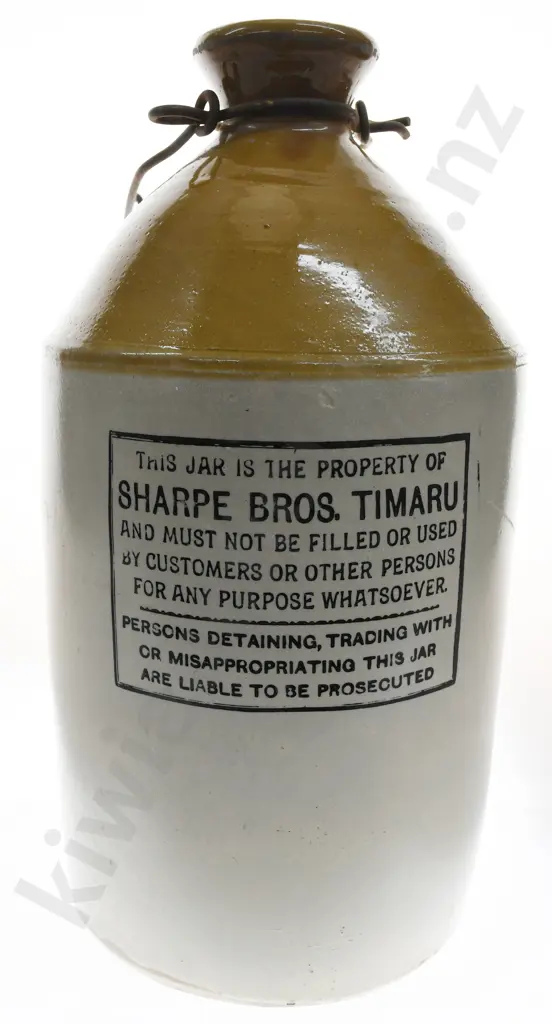 THIS JAR IS THE PROPERTY OF
SHARPE BROS. TIMARU
AND MUST NOT BE FILLED OR USED
BY CUSTOMERS OR OTHER PERSONS
FOR ANY PURPOSE WHATSOEVER.
PERSONS DETAINING, TRADING WITH
OR MISAPPROPRIATING THIS JAR
ARE LIABLE TO BE PROSECUTED